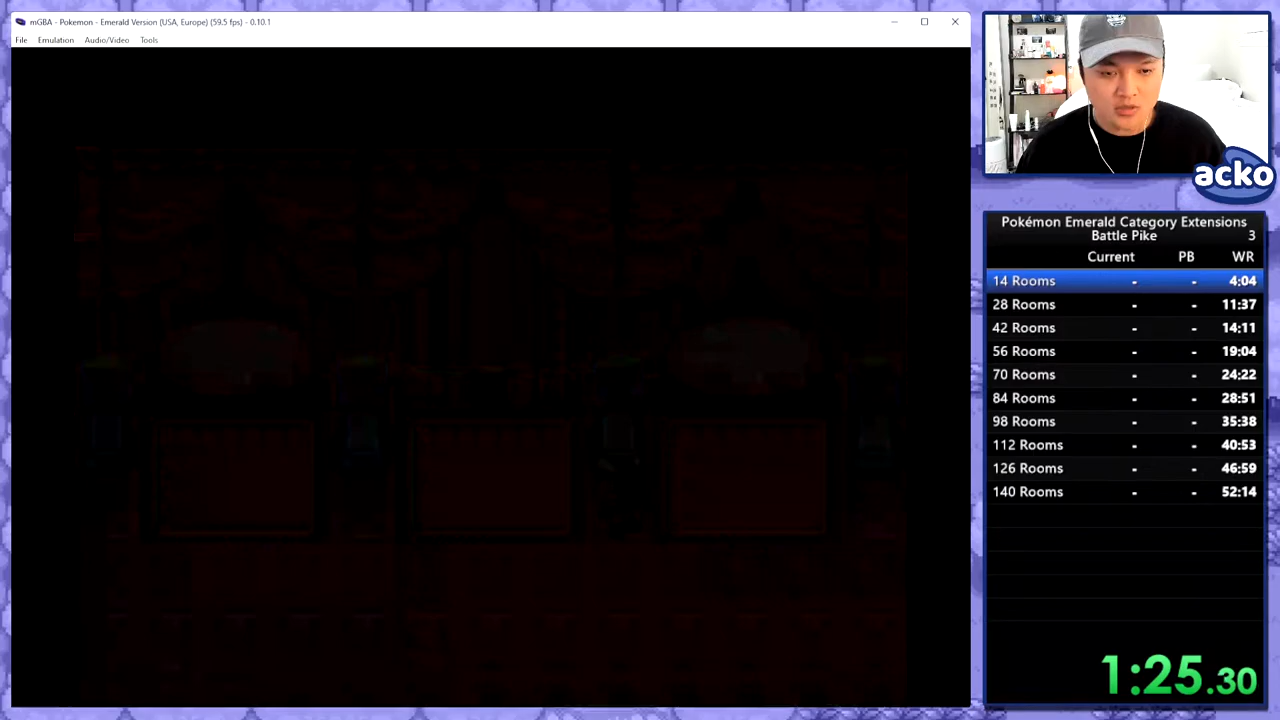 mGBA - Pokemon - Emerald Version (USA, Europe) (59.5 fps) - 0.10.1
File Emulation Audio/Video Tools
acko
Pokémon Emerald Category Extensions
Battle Pike 3
Current PB WR
14 Rooms - - 4:04
28 Rooms - - 11:37
42 Rooms - - 14:11
56 Rooms - - 19:04
70 Rooms - - 24:22
84 Rooms - - 28:51
98 Rooms - - 35:38
112 Rooms - - 40:53
126 Rooms - - 46:59
140 Rooms - - 52:14
1:25.30